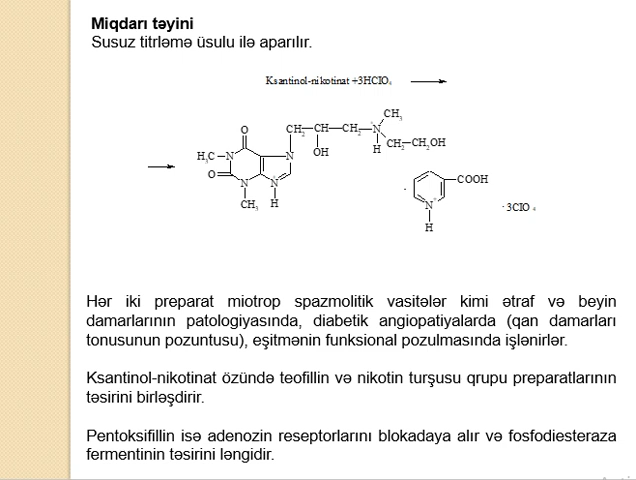 Miqdarı təyini
Susuz titrləmə üsulu ilə aparılır.
Ksantinol-nikotinat +3HClO4
CH3
O
CH2 CH CH2 N+
H3C N N OH H CH2 CH2OH
O
N N+
CH3 H
COOH
N+
· 3ClO4
H
Hər iki preparat miotrop spazmolitik vasitələr kimi ətraf və beyin
damarlarının patologiyasında, diabetik angiopatiyalarda (qan damarları
tonusunun pozuntusu), eşitmənin funksional pozulmasında işlənirlər.
Ksantinol-nikotinat özündə teofillin və nikotin turşusu qrupu preparatlarının
təsirini birləşdirir.
Pentoksifillin isə adenozin reseptorlarını blokadaya alır və fosfodiesteraza
fermentinin təsirini ləngidir.